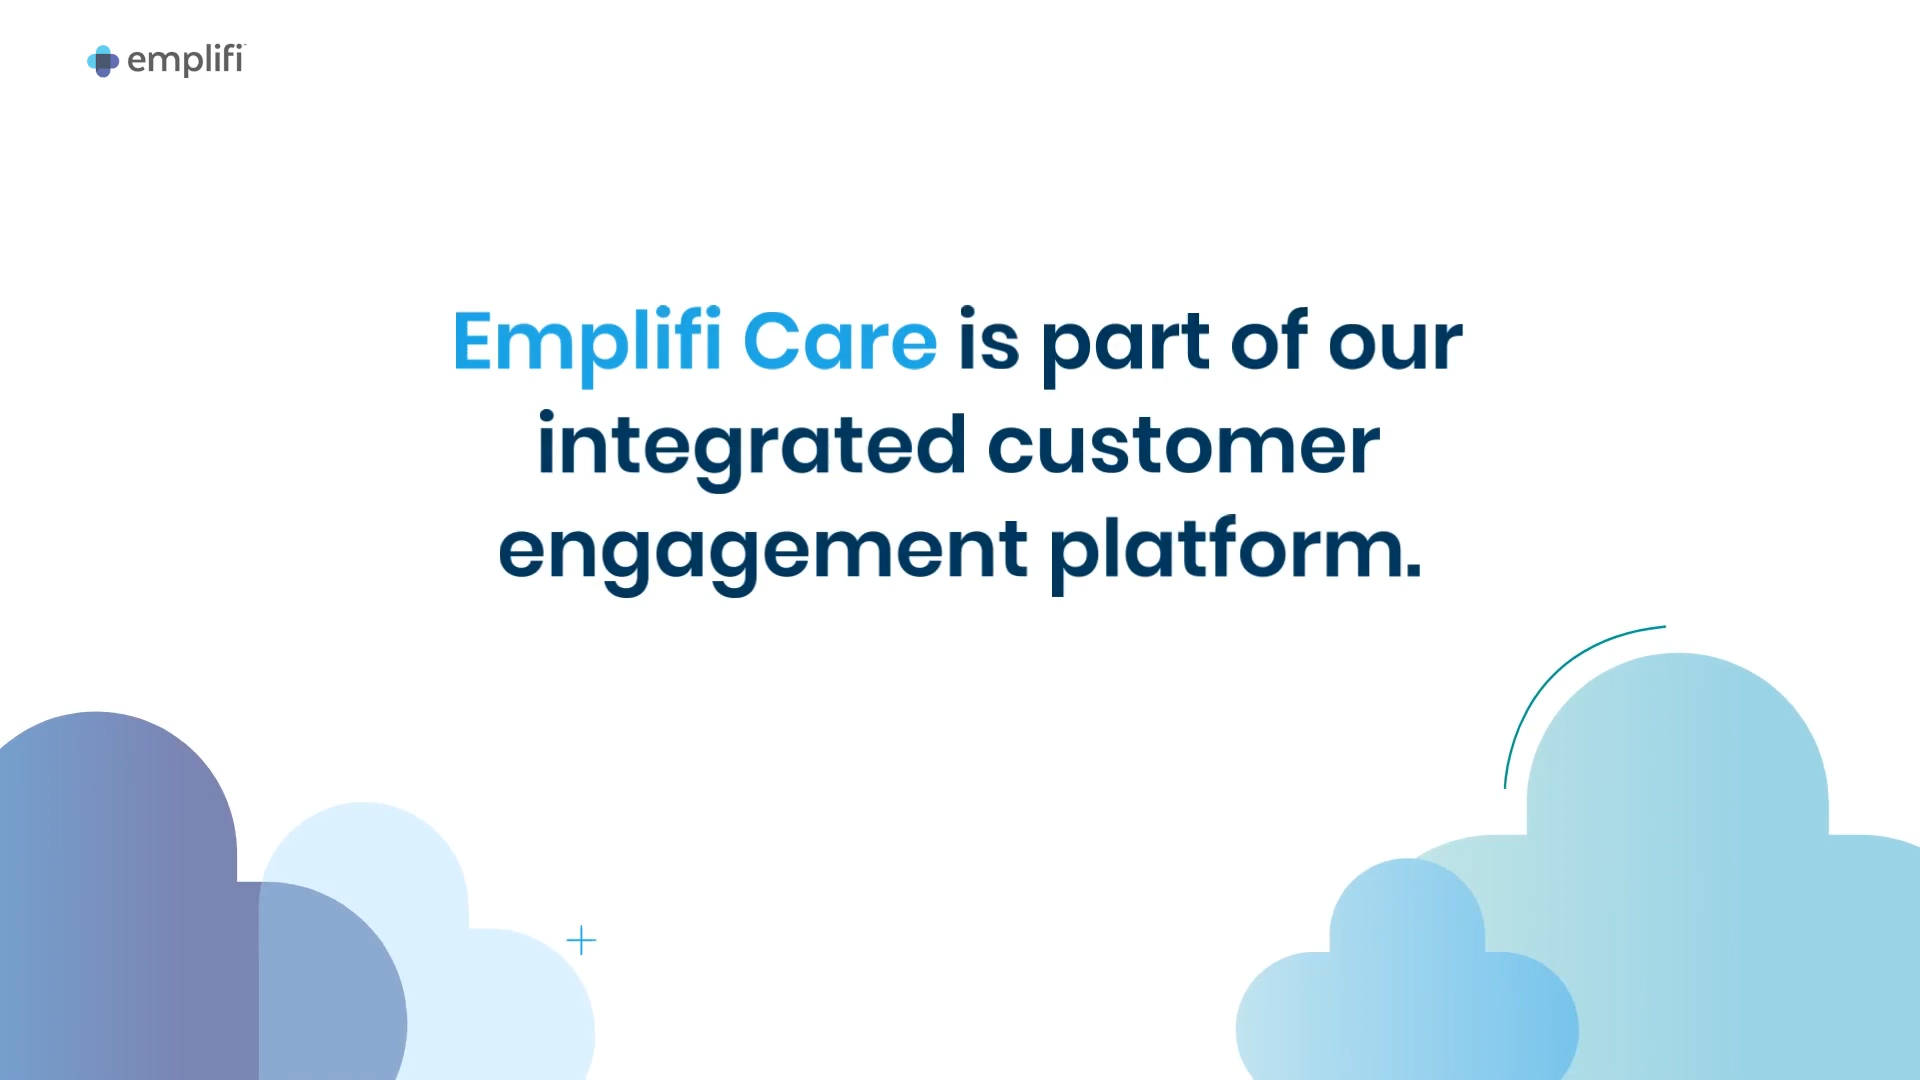 emplifi
Emplifi Care is part of our
integrated customer
engagement platform.